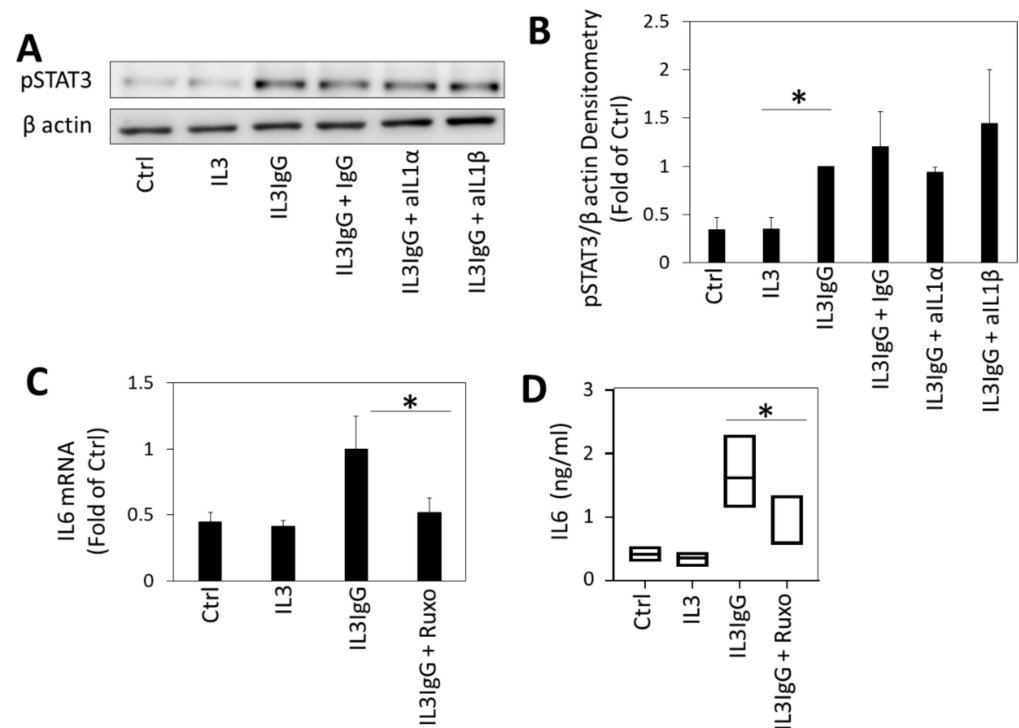 A
pSTAT3
β actin
Ctrl
IL3
IL3IgG
IL3IgG + IgG
IL3IgG + aIL1α
IL3IgG + aIL1β
B
pSTAT3/β actin Densitometry
(Fold of Ctrl)
2.5
2
1.5
1
0.5
0
*
Ctrl
IL3
IL3IgG
IL3IgG + IgG
IL3IgG + aIL1α
IL3IgG + aIL1β
C
IL6 mRNA
(Fold of Ctrl)
1.5
1
0.5
0
*
Ctrl
IL3
IL3IgG
IL3IgG + Ruxo
D
IL6 (ng/ml)
3
2
1
0
*
Ctrl
IL3
IL3IgG
IL3IgG + Ruxo